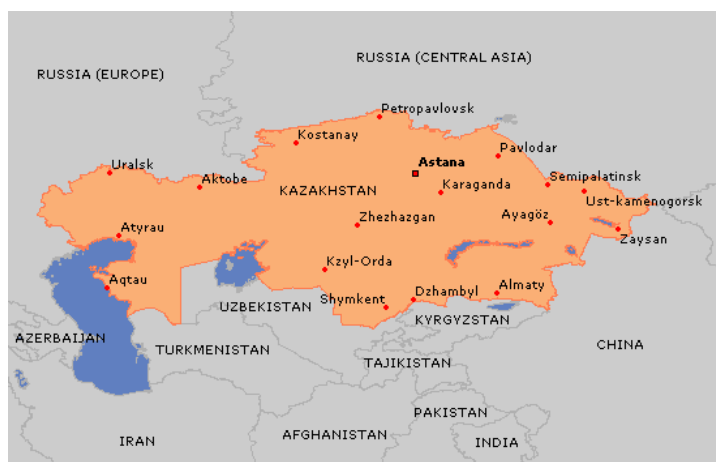 RUSSIA (CENTRAL ASIA)
RUSSIA (EUROPE)
Petropavlovsk
Kostanay
Pavlodar
Uralsk
Astana
Aktobe
Semipalatinsk
KAZAKHSTAN
Karaganda
Ust-kamenogorsk
Ayagöz
Zhezhazgan
Atyrau
Zaysan
Kzyl-Orda
Aqtau
Almaty
Dzhambyl
Shymkent
UZBEKISTAN
KYRGYZSTAN
AZERBAIJAN
CHINA
TURKMENISTAN
TAJIKISTAN
PAKISTAN
AFGHANISTAN
IRAN
INDIA